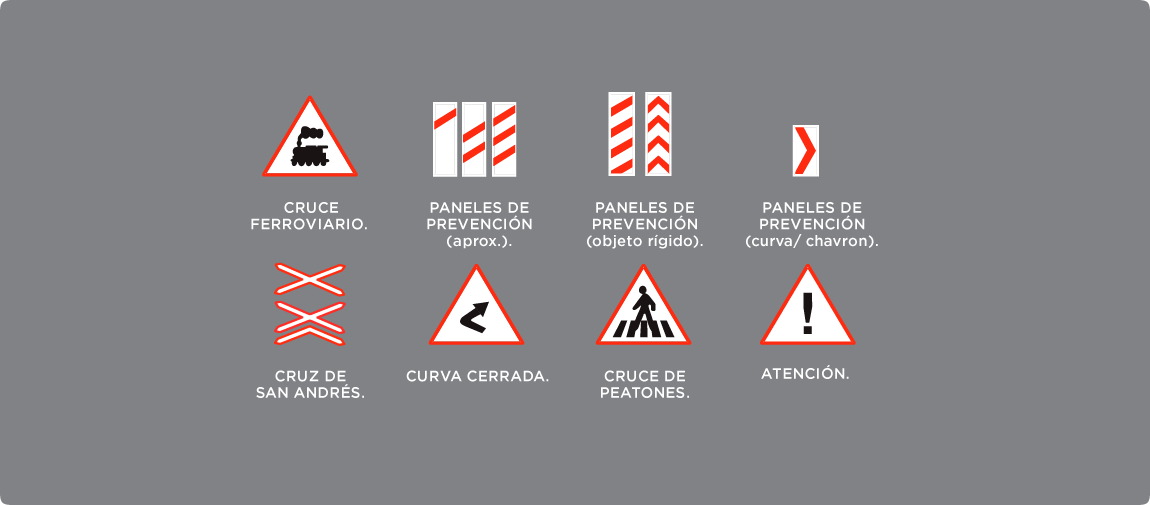 CRUCE
FERROVIARIO.
PANELES DE
PREVENCIÓN
(aprox.).
PANELES DE
PREVENCIÓN
(objeto rígido).
PANELES DE
PREVENCIÓN
(curva/ chavron).
CRUZ DE
SAN ANDRÉS.
CURVA CERRADA.
CRUCE DE
PEATONES.
ATENCIÓN.